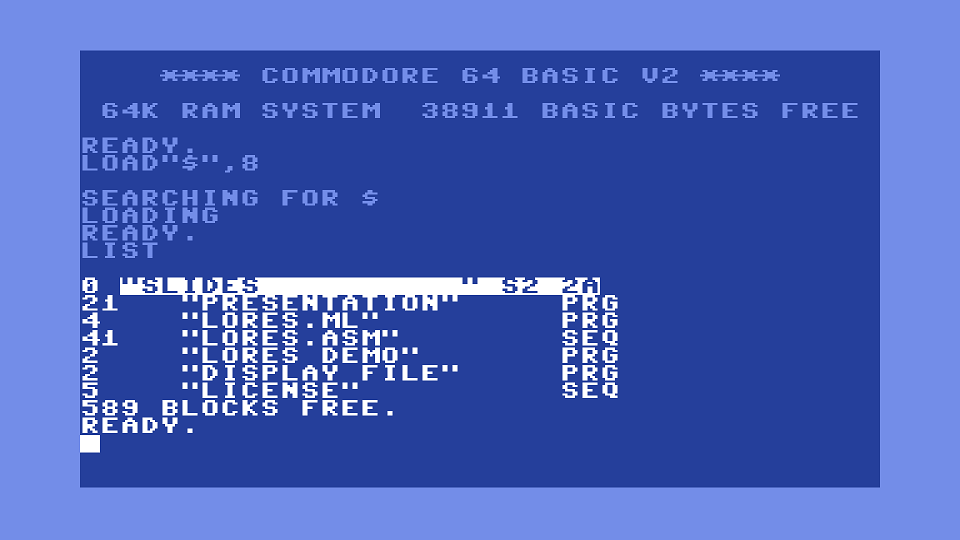 **** COMMODORE 64 BASIC V2 ****
64K RAM SYSTEM  38911 BASIC BYTES FREE
READY.
LOAD"$",8
SEARCHING FOR $
LOADING
READY.
LIST
0 "SLIDES          " S2 2A
21   "PRESENTATION"     PRG
4    "LORES.ML"         PRG
41   "LORES.ASM"        SEQ
2    "LORES DEMO"       PRG
2    "DISPLAY FILE"     PRG
5    "LICENSE"          SEQ
589 BLOCKS FREE.
READY.